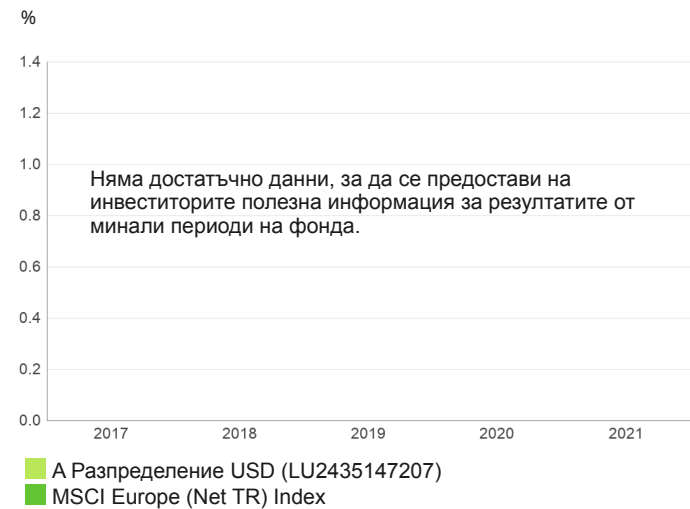 %
1.4
1.2
1.0
Няма достатъчно данни, за да се предостави на
инвеститорите полезна информация за резултатите от
минали периоди на фонда.
0.8
0.6
0.4
0.2
0.0
2017 2018 2019 2020 2021
А Разпределение USD (LU2435147207)
MSCI Europe (Net TR) Index